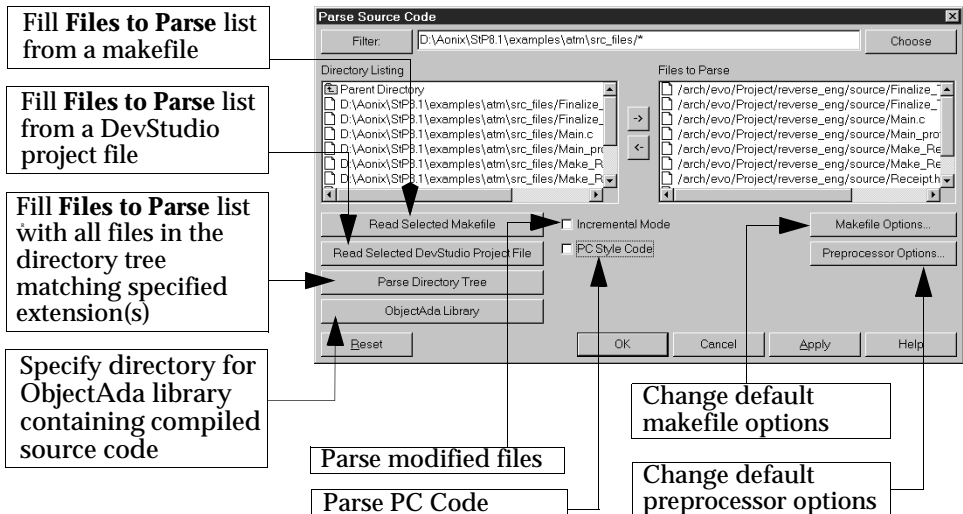 Fill Files to Parse list
from a makefile
Fill Files to Parse list
from a DevStudio
project file
Fill Files to Parse list
with all files in the
directory tree
matching specified
extension(s)
Specify directory for
ObjectAda library
containing compiled
source code
Parse Source Code
Filter: D:\Aonix\StP8.1\examples\atm\src_files/* Choose
Directory Listing
Parent Directory
D:\Aonix\StP8.1\examples\atm\src_files/Finalize_
D:\Aonix\StP8.1\examples\atm\src_files/Finalize_
D:\Aonix\StP8.1\examples\atm\src_files/Main.c
D:\Aonix\StP8.1\examples\atm\src_files/Main_pro
D:\Aonix\StP8.1\examples\atm\src_files/Make_R
D:\Aonix\StP8.1\examples\atm\src_files/Make_R
->
<-
Files to Parse
/arch/evo/Project/reverse_eng/source/Finalize_
/arch/evo/Project/reverse_eng/source/Finalize_
/arch/evo/Project/reverse_eng/source/Main.c
/arch/evo/Project/reverse_eng/source/Main_pro
/arch/evo/Project/reverse_eng/source/Make_Re
/arch/evo/Project/reverse_eng/source/Make_Re
/arch/evo/Project/reverse_eng/source/Receipt.h
Read Selected Makefile
Read Selected DevStudio Project File
Parse Directory Tree
ObjectAda Library
Incremental Mode
PC Style Code
Makefile Options...
Preprocessor Options...
Reset OK Cancel Apply Help
Parse modified files
Parse PC Code
Change default
makefile options
Change default
preprocessor options